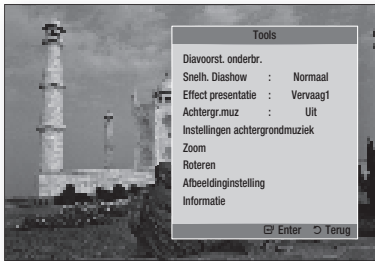 Tools
Diavoorst. onderbr.
Snelh. Diashow : Normaal
Effect presentatie : Vervaag1
Achtergr.muz : Uit
Instellingen achtergrondmuziek
Zoom
Roteren
Afbeeldinginstelling
Informatie
Enter Terug